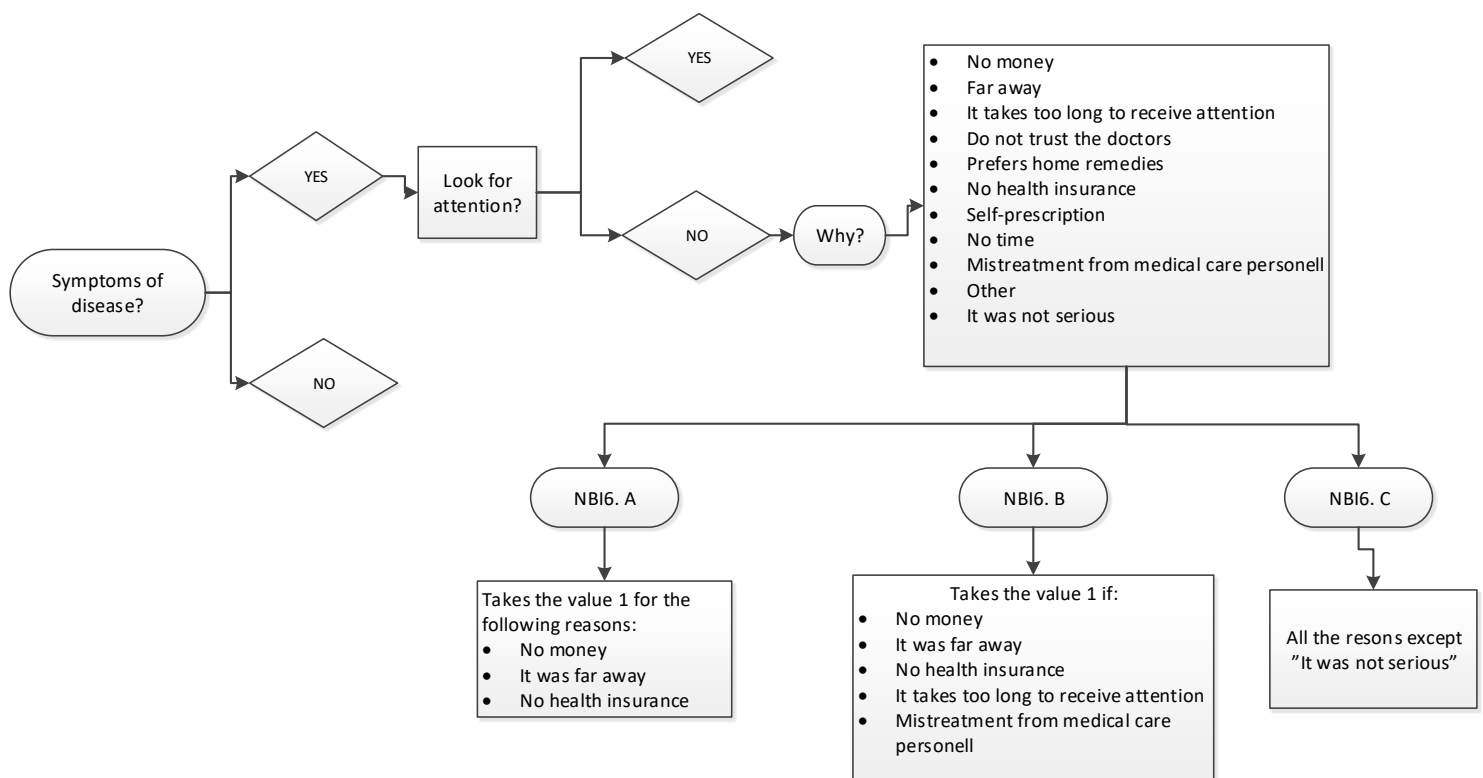 Symptoms of
disease?
YES
NO
Look for
attention?
YES
NO
Why?
• No money
• Far away
• It takes too long to receive attention
• Do not trust the doctors
• Prefers home remedies
• No health insurance
• Self-prescription
• No time
• Mistreatment from medical care personell
• Other
• It was not serious
NBI6. A
Takes the value 1 for the
following reasons:
• No money
• It was far away
• No health insurance
NBI6. B
Takes the value 1 if:
• No money
• It was far away
• No health insurance
• It takes too long to receive attention
• Mistreatment from medical care
personell
NBI6. C
All the resons except
”It was not serious”